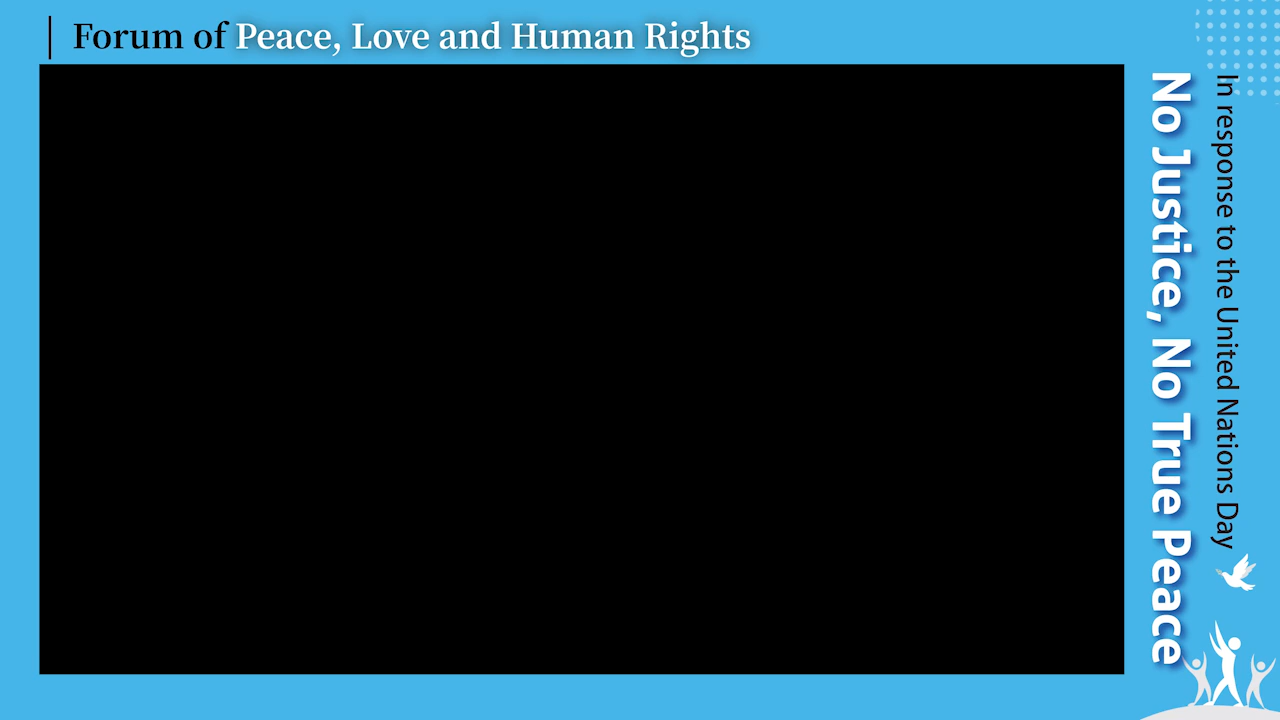 Forum of Peace, Love and Human Rights
In response to the United Nations Day
No Justice, No True Peace